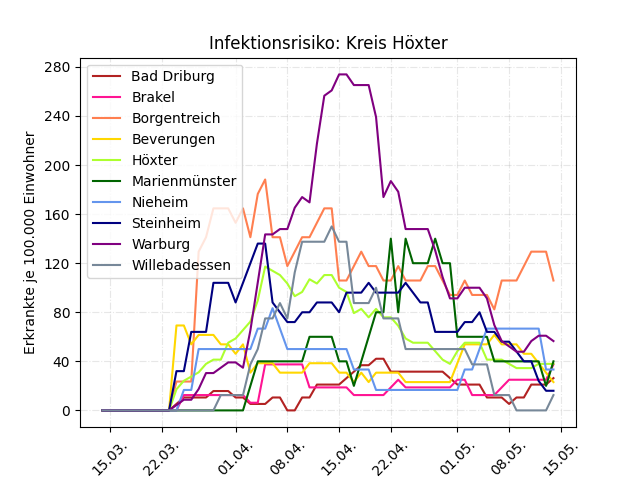 Infektionsrisiko: Kreis Höxter
Erkrankte je 100.000 Einwohner
280
240
200
160
120
80
40
0
Bad Driburg
Brakel
Borgentreich
Beverungen
Höxter
Marienmünster
Nieheim
Steinheim
Warburg
Willebadessen
15.03.
22.03.
01.04.
08.04.
15.04.
22.04.
01.05.
08.05.
15.05.